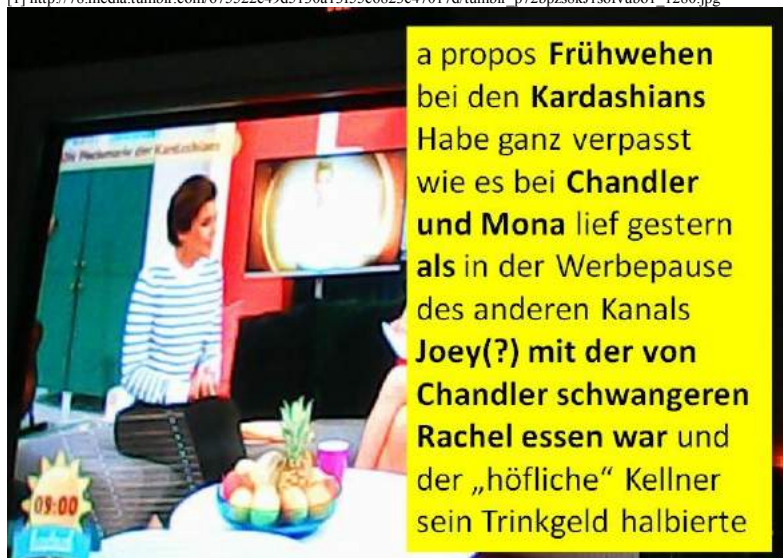 a propos Frühwehen
bei den Kardashians
Habe ganz verpasst
wie es bei Chandler
und Mona lief gestern
als in der Werbepause
des anderen Kanals
Joey(?) mit der von
Chandler schwangeren
Rachel essen war und
der „höfliche“ Kellner
sein Trinkgeld halbierte
der Kardashians
09:00